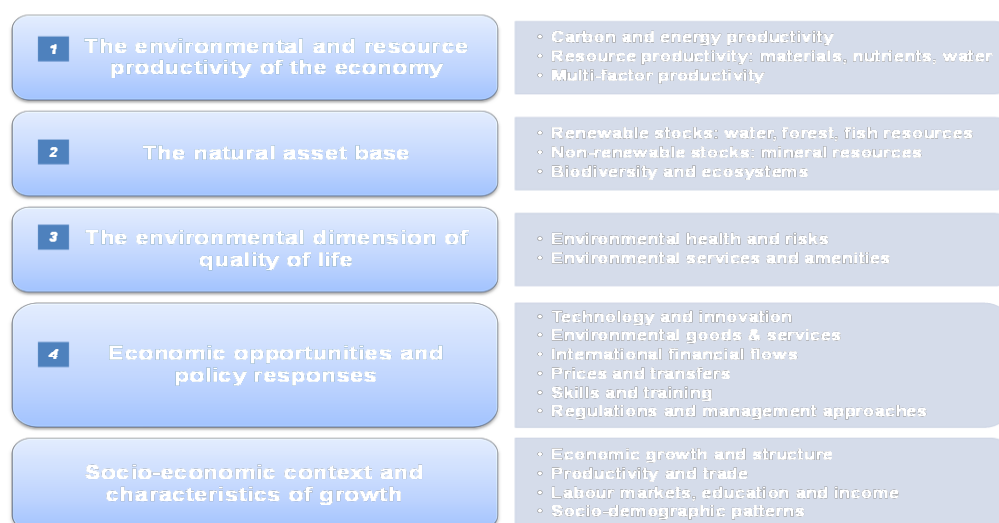 1
The environmental and resource
productivity of the economy
• Carbon and energy productivity
• Resource productivity: materials, nutrients, water
• Multi-factor productivity
2
The natural asset base
• Renewable stocks: water, forest, fish resources
• Non-renewable stocks: mineral resources
• Biodiversity and ecosystems
3
The environmental dimension of
quality of life
• Environmental health and risks
• Environmental services and amenities
4
Economic opportunities and
policy responses
• Technology and innovation
• Environmental goods & services
• International financial flows
• Prices and transfers
• Skills and training
• Regulations and management approaches
Socio-economic context and
characteristics of growth
• Economic growth and structure
• Productivity and trade
• Labour markets, education and income
• Socio-demographic patterns